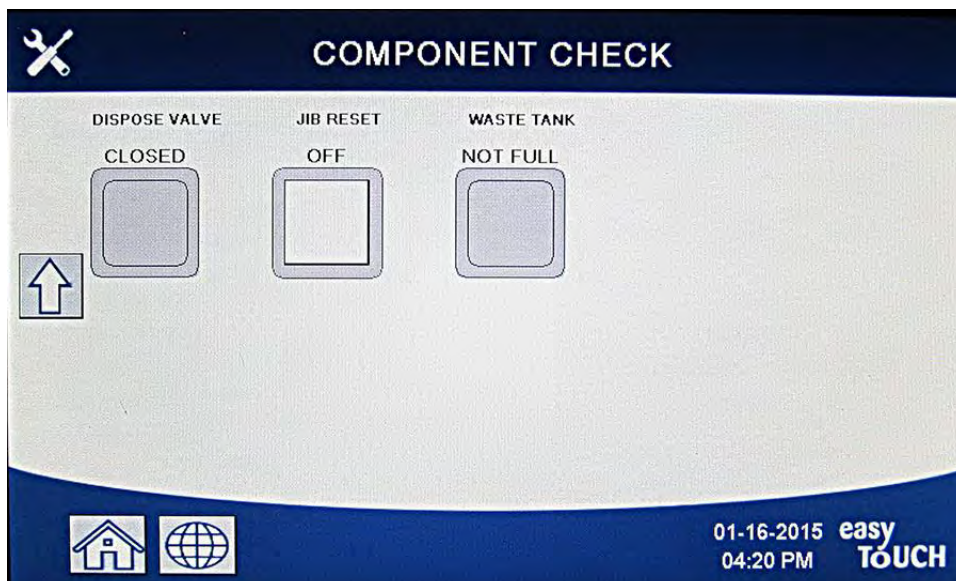 COMPONENT CHECK
DISPOSE VALVE JIB RESET WASTE TANK
CLOSED OFF NOT FULL
01-16-2015 easy
04:20 PM TOUCH